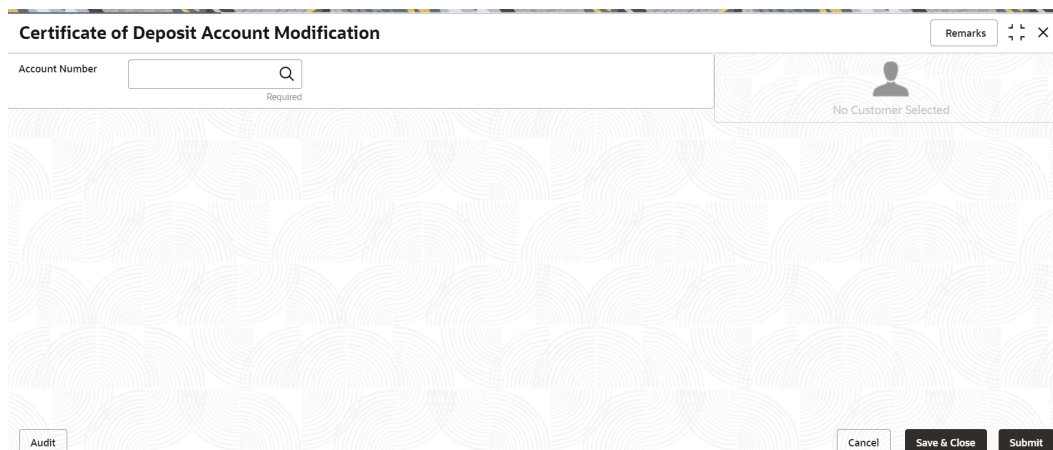 Certificate of Deposit Account Modification
Remarks
Account Number
Required
No Customer Selected
Audit
Cancel
Save & Close
Submit